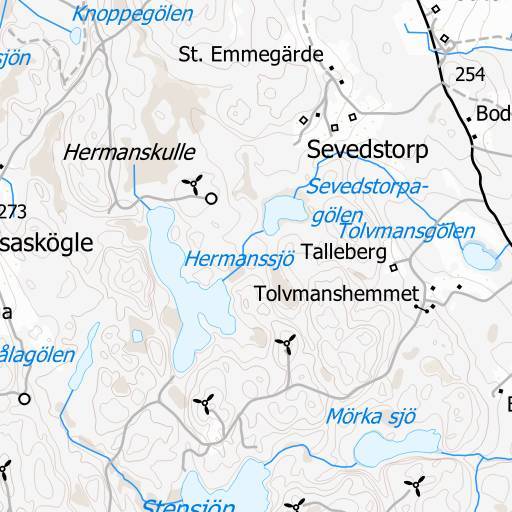 Knoppegölen
sjön
St. Emmegärde
254
Bod
Hermanskulle
Sevedstorp
Sevedstorpa-
gölen
273
Tolvmansgölen
saskögle
Hermanssjö
Talleberg
Tolvmanshemmet
a
ålagölen
Mörka sjö
Stensjön